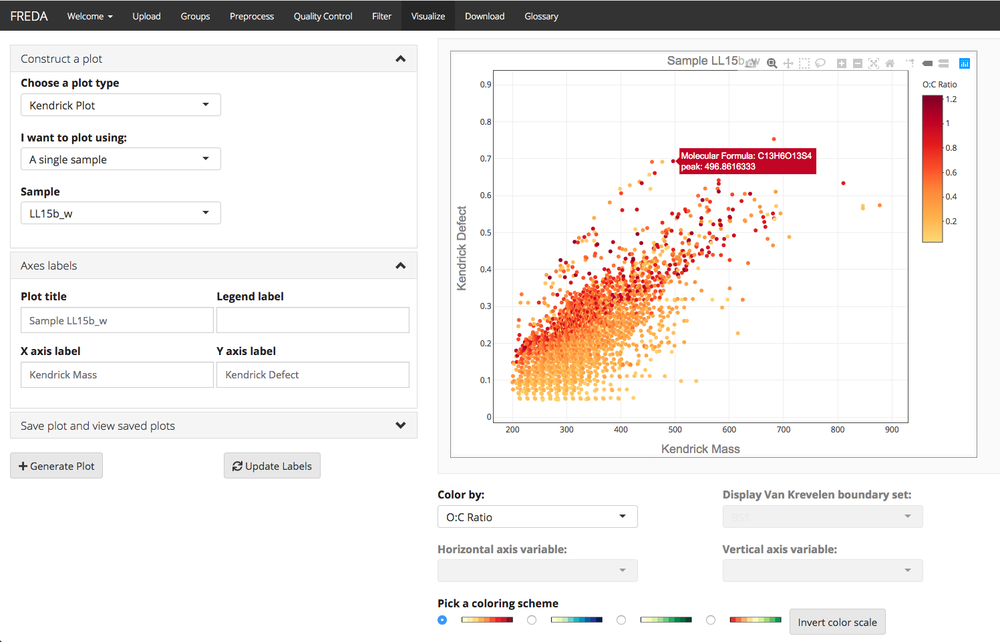 FREDA Welcome Upload Groups Preprocess Quality Control Filter Visualize Download Glossary
Construct a plot
Choose a plot type
Kendrick Plot
I want to plot using:
A single sample
Sample
LL15b_w
Axes labels
Plot title Legend label
Sample LL15b_w
X axis label Y axis label
Kendrick Mass Kendrick Defect
Save plot and view saved plots
Generate Plot Update Labels
Sample LL15b_w
O:C Ratio
1.2
1
0.8
0.6
0.4
0.2
Molecular Formula: C13H6O13S4
peak: 496.8616333
Kendrick Defect
0.9
0.8
0.7
0.6
0.5
0.4
0.3
0.2
0.1
0
200 300 400 500 600 700 800 900
Kendrick Mass
Color by: Display Van Krevelen boundary set:
O:C Ratio BS1
Horizontal axis variable: Vertical axis variable:
Pick a coloring scheme
Invert color scale